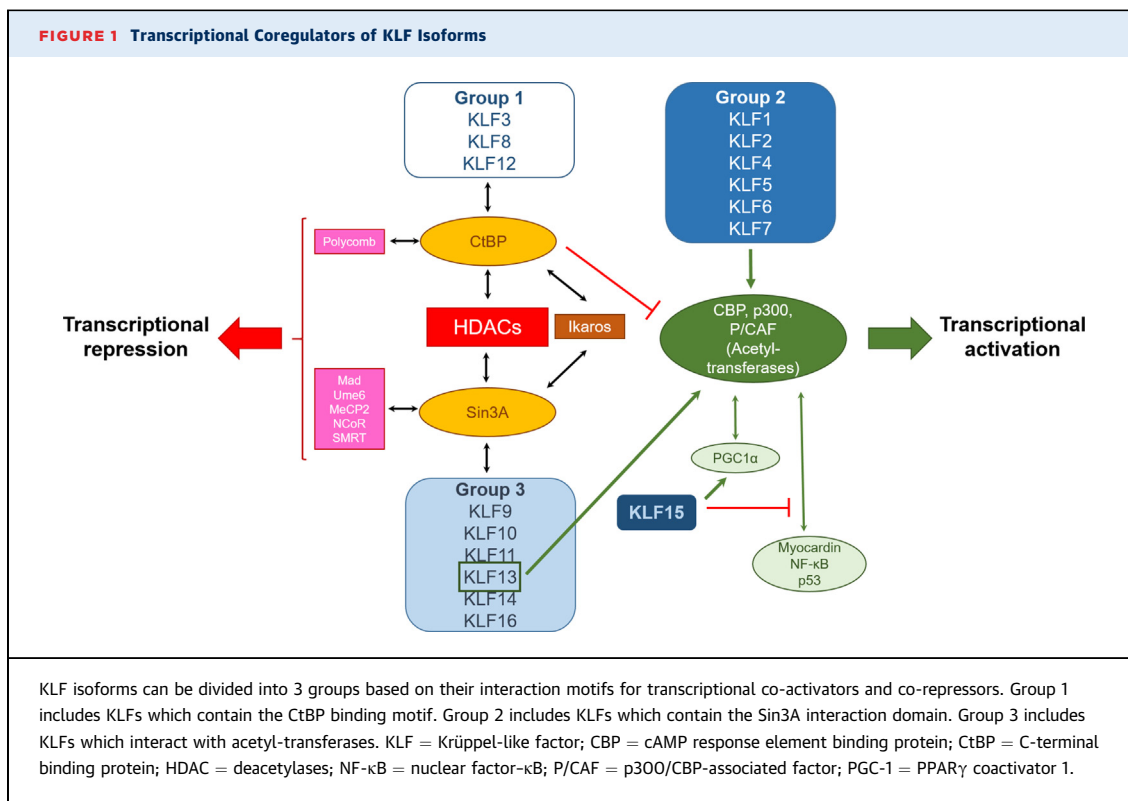 FIGURE 1 Transcriptional Coregulators of KLF Isoforms
Group 1
KLF3
KLF8
KLF12
Group 2
KLF1
KLF2
KLF4
KLF5
KLF6
KLF7
Polycomb
CtBP
HDACs
Ikaros
CBP, p300,
P/CAF
(Acetyl-
transferases)
Transcriptional
repression
Transcriptional
activation
Mad
Ume6
MeCP2
NCoR
SMRT
Sin3A
PGC1α
KLF15
Group 3
KLF9
KLF10
KLF11
KLF13
KLF14
KLF16
Myocardin
NF-κB
p53
KLF isoforms can be divided into 3 groups based on their interaction motifs for transcriptional co-activators and co-repressors. Group 1
includes KLFs which contain the CtBP binding motif. Group 2 includes KLFs which contain the Sin3A interaction domain. Group 3 includes
KLFs which interact with acetyl-transferases. KLF = Krüppel-like factor; CBP = cAMP response element binding protein; CtBP = C-terminal
binding protein; HDAC = deacetylases; NF-κB = nuclear factor-κB; P/CAF = p300/CBP-associated factor; PGC-1 = PPARγ coactivator 1.